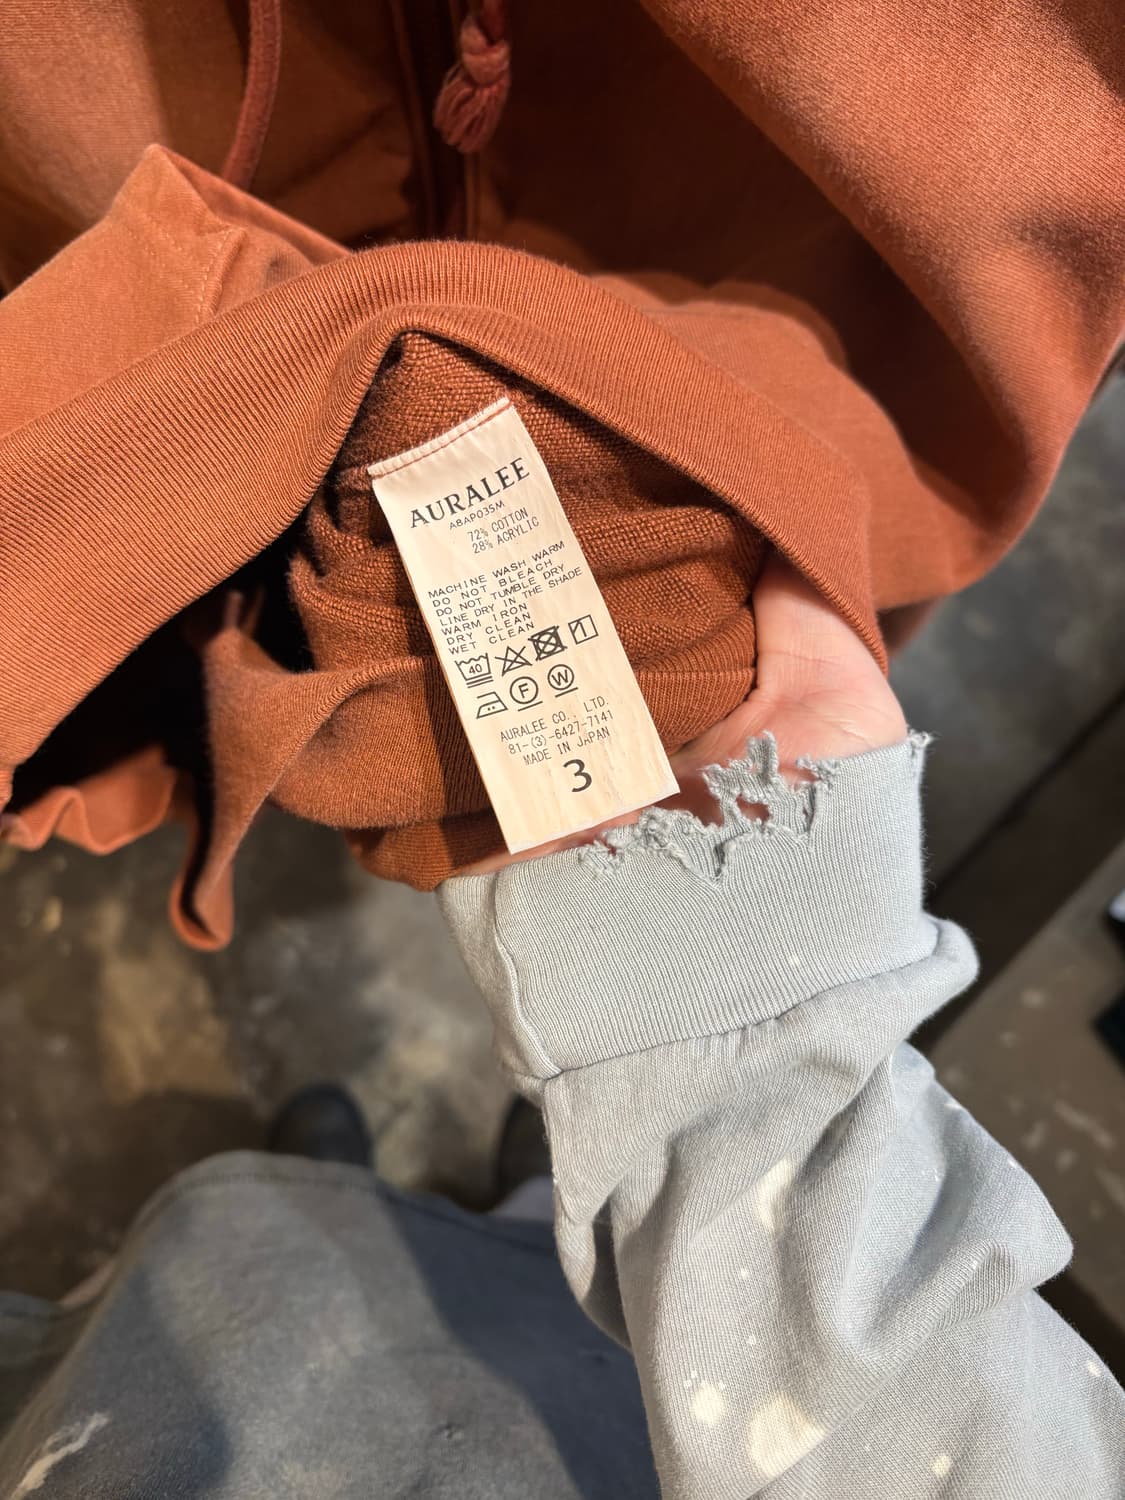 AURALEE
A8AP03SM
72% COTTON
28% ACRYLIC
MACHINE WASH WARM
DO NOT BLEACH
DO NOT TUMBLE DRY
LINE DRY IN THE SHADE
WARM IRON
DRY CLEAN
WET CLEAN
40
F W
AURALEE CO., LTD.
81-(3)-6427-7141
MADE IN JAPAN
3